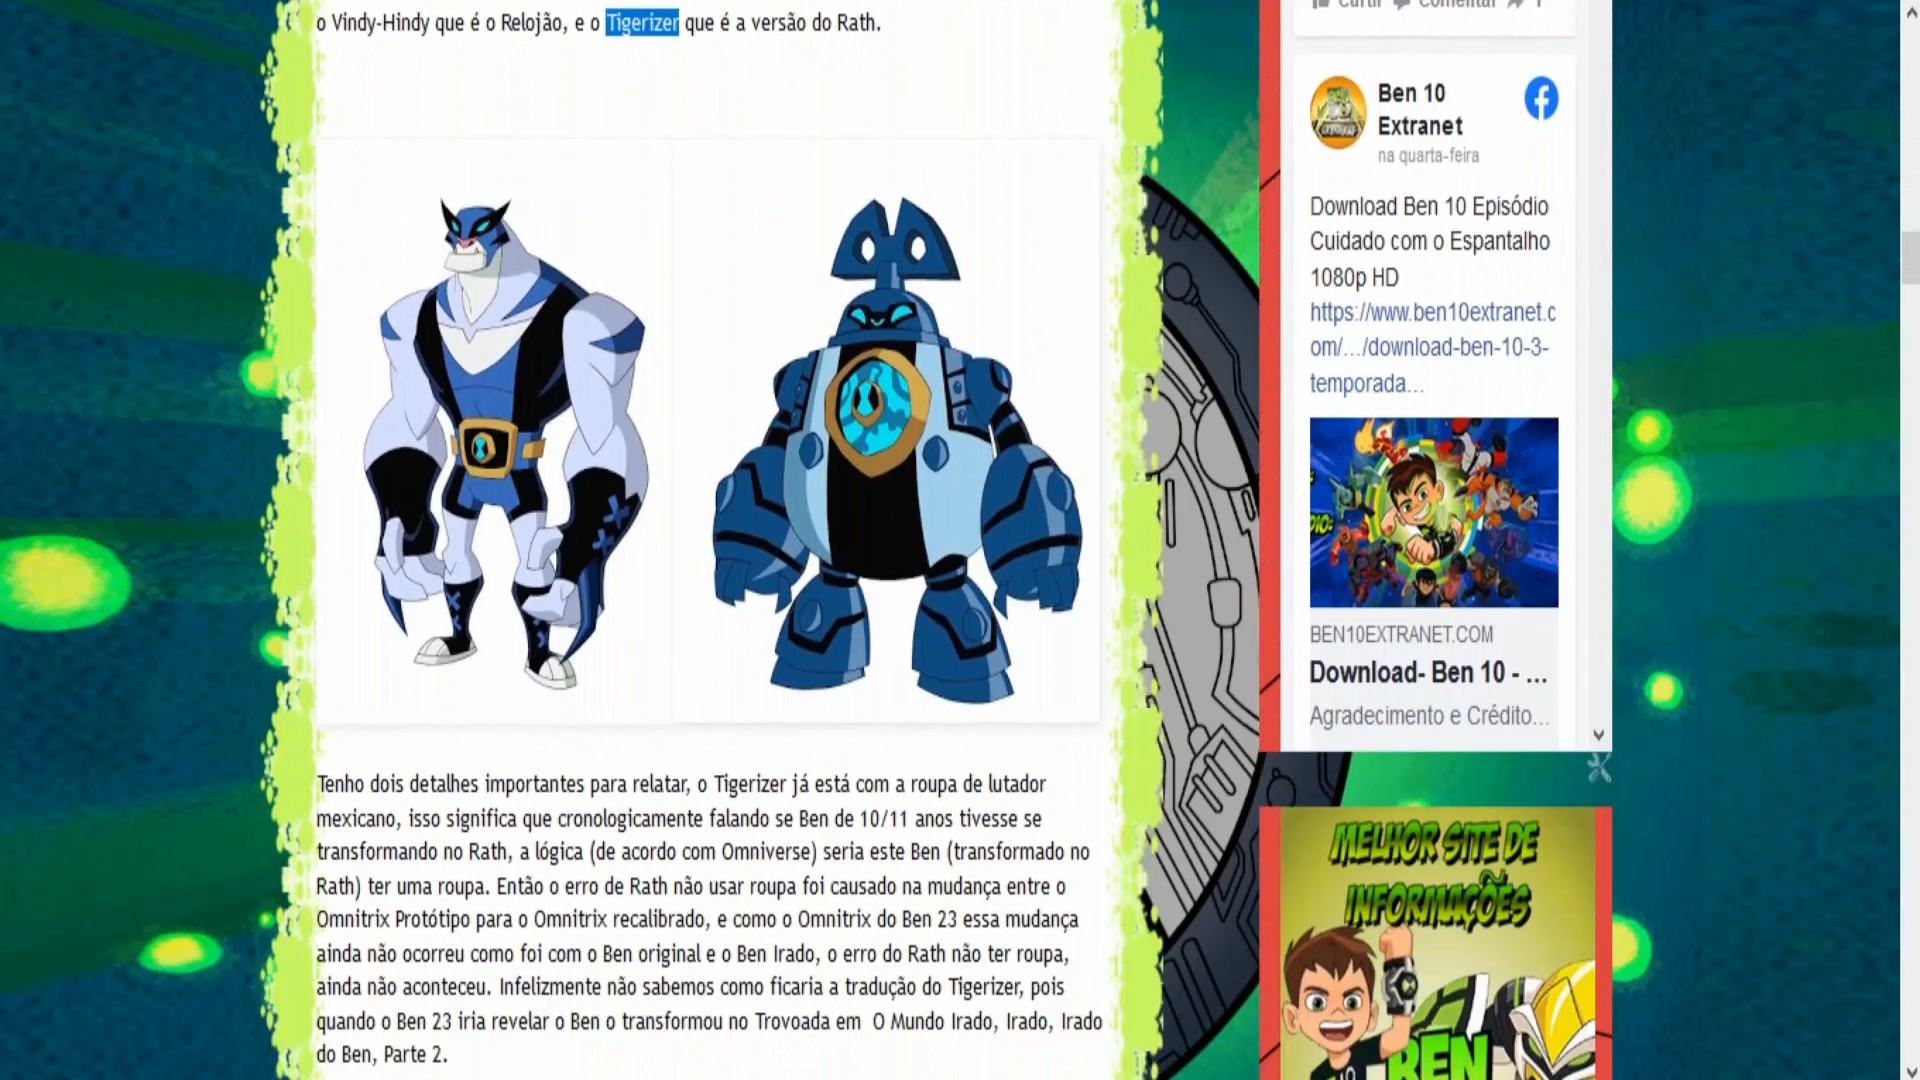 o Vindy-Hindy que é o Relojão, e o Tigerizer que é a versão do Rath.
Tenho dois detalhes importantes para relatar, o Tigerizer já está com a roupa de lutador
mexicano, isso significa que cronologicamente falando se Ben de 10/11 anos tivesse se
transformando no Rath, a lógica (de acordo com Omniverse) seria este Ben (transformado no
Rath) ter uma roupa. Então o erro de Rath não usar roupa foi causado na mudança entre o
Omnitrix Protótipo para o Omnitrix recalibrado, e como o Omnitrix do Ben 23 essa mudança
ainda não ocorreu como foi com o Ben original e o Ben Irado, o erro do Rath não ter roupa,
ainda não aconteceu. Infelizmente não sabemos como ficaria a tradução do Tigerizer, pois
quando o Ben 23 iria revelar o Ben o transformou no Trovoada em O Mundo Irado, Irado, Irado
do Ben, Parte 2.
Curtir Comentar
Ben 10
Extranet
na quarta-feira
Download Ben 10 Episódio
Cuidado com o Espantalho
1080p HD
https://www.ben10extranet.c
om/…/download-ben-10-3-
temporada…
BEN10EXTRANET.COM
Download- Ben 10 - ...
Agradecimento e Crédito...
MELHOR SITE DE
INFORMAÇÕES
BEN